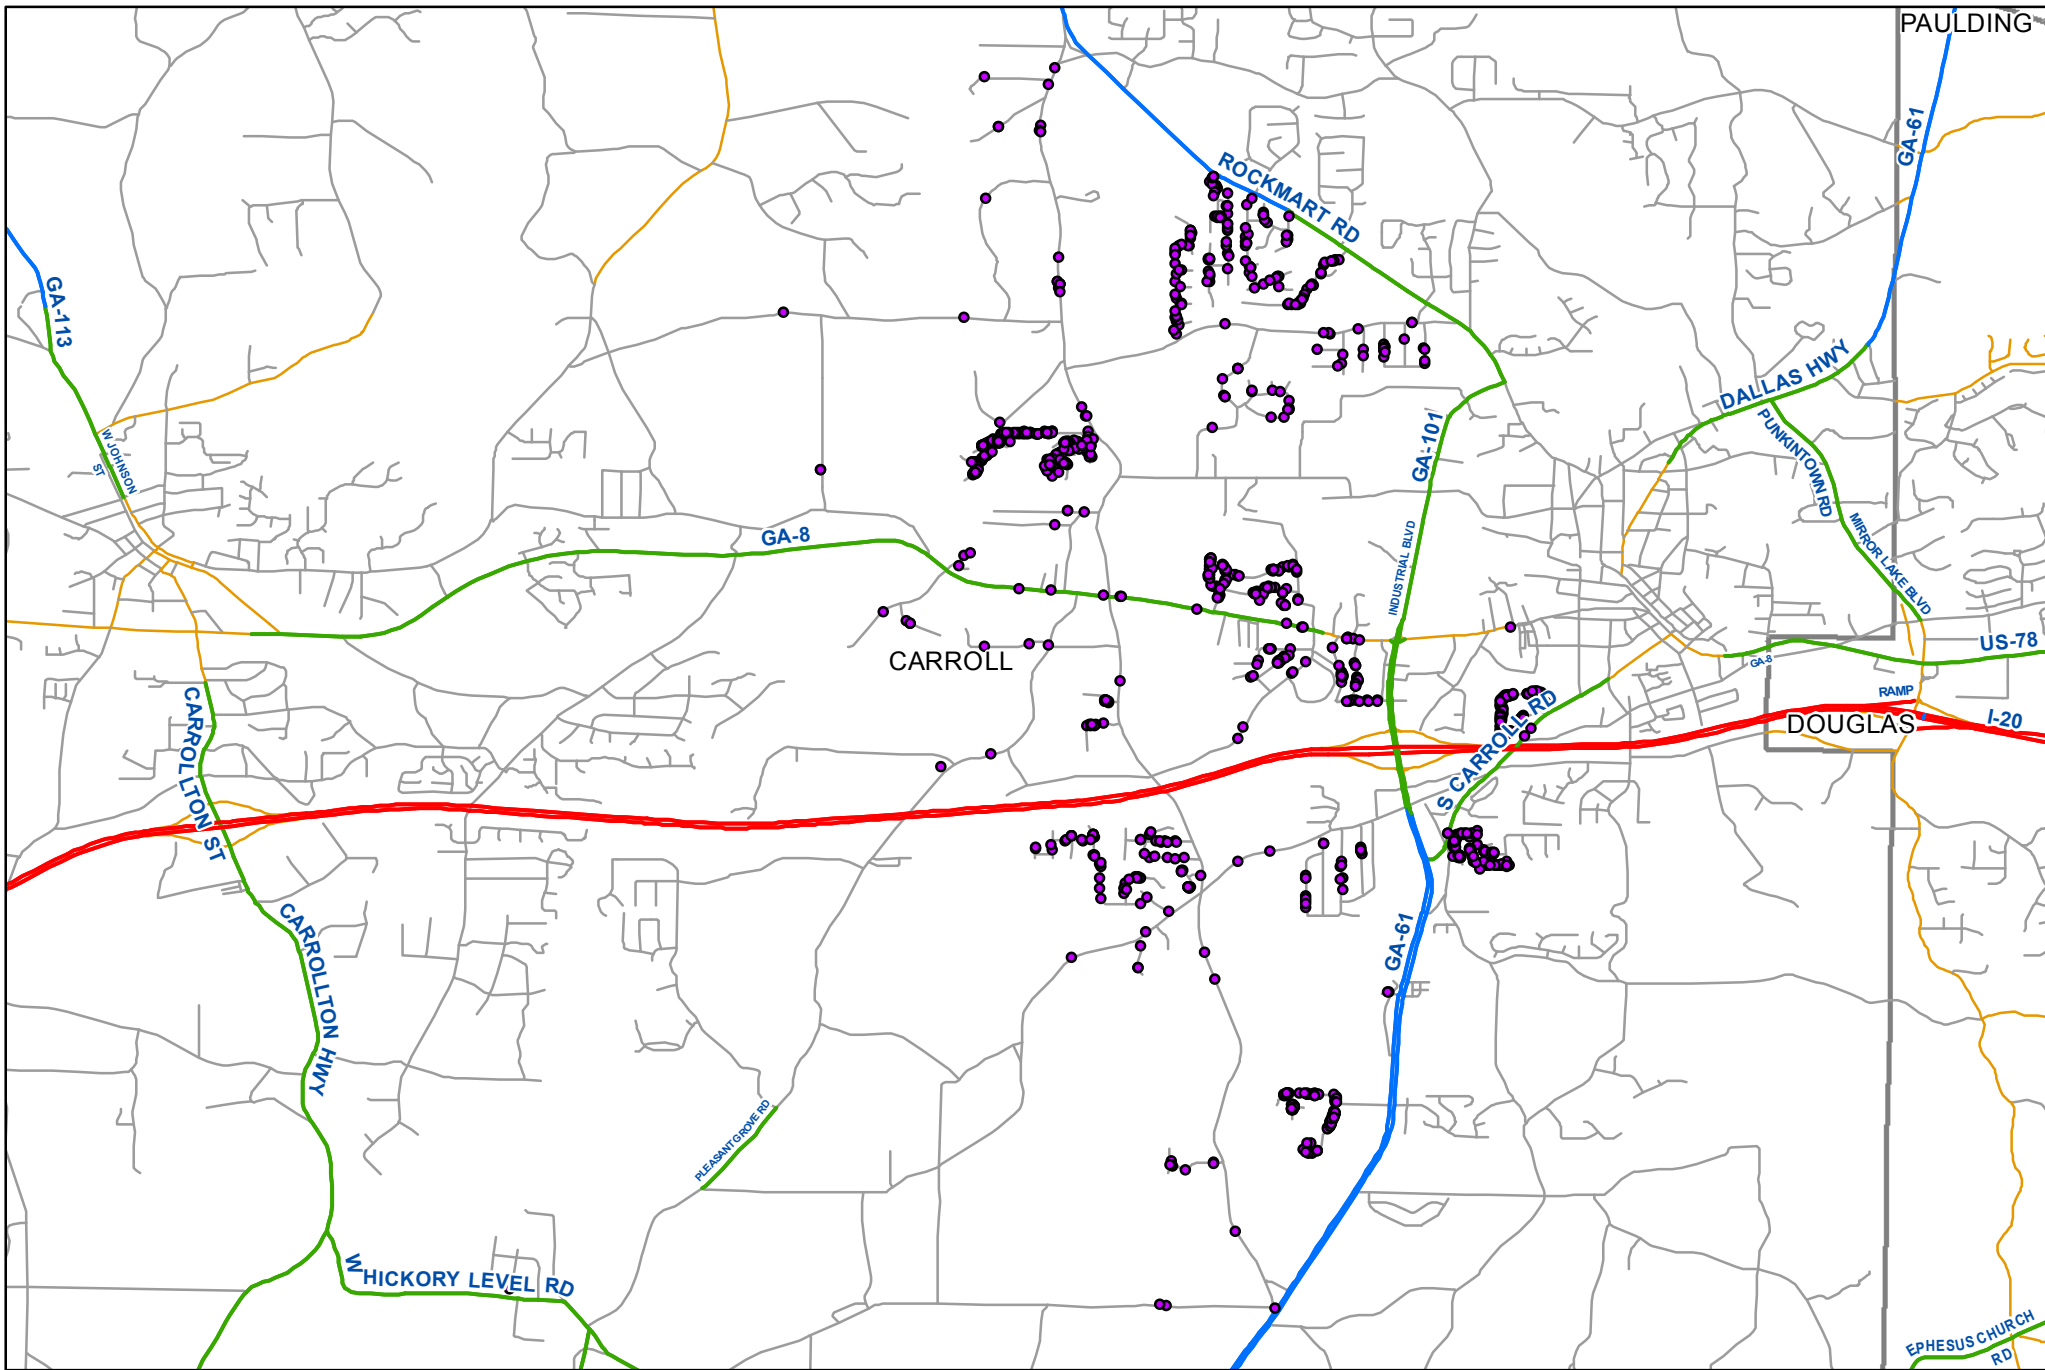 PAULDING
GA-61
ROCKMART RD
GA-113
DALLAS HWY
PUNKINTOWN RD
W JOHNSON
ST
GA-101
MIRROR LAKE BLVD
GA-8
INDUSTRIAL BLVD
US-78
GA-8
CARROLL
RAMP
I-20
DOUGLAS
CARROLLTON ST
S CARROLL RD
CARROLLTON HWY
GA-61
PLEASANT GROVE RD
W HICKORY LEVEL RD
EPHESUS CHURCH
RD